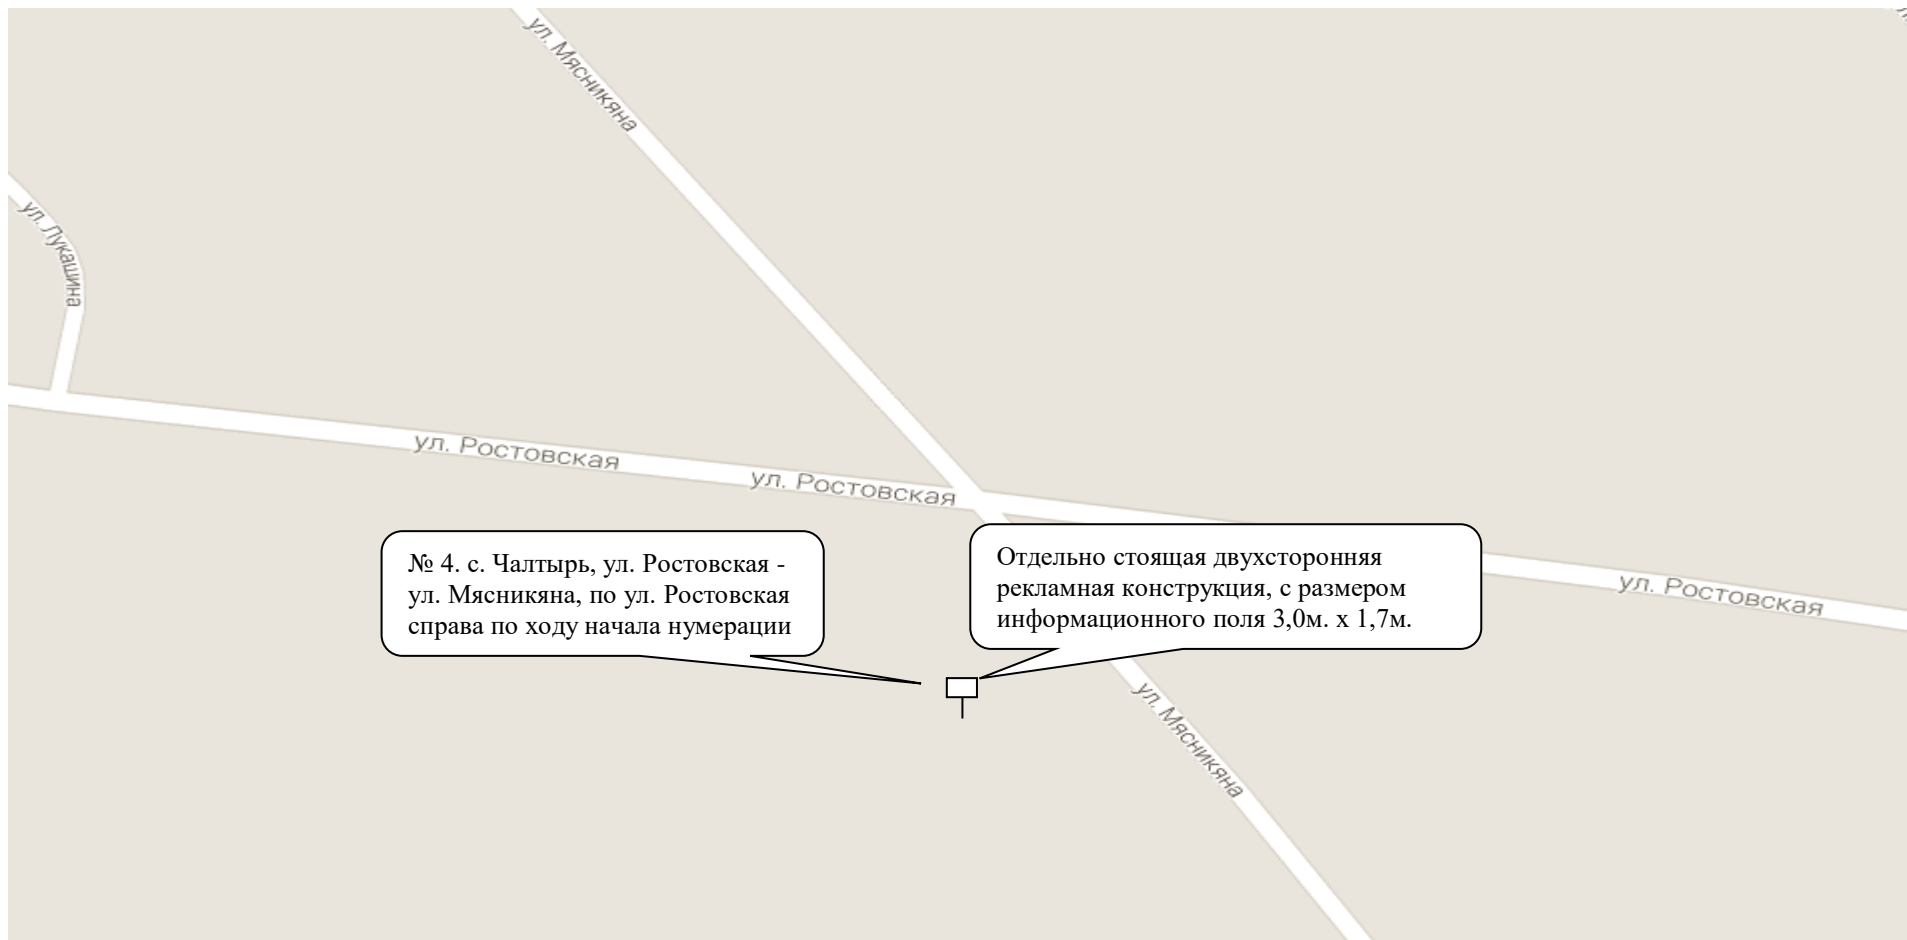 ул. Мясникяна
ул. Лукашина
ул. Ростовская
ул. Ростовская
№ 4. с. Чалтырь, ул. Ростовская -
ул. Мясникяна, по ул. Ростовская
справа по ходу начала нумерации
Отдельно стоящая двухсторонняя
рекламная конструкция, с размером
информационного поля 3,0м. х 1,7м.
ул. Ростовская
ул. Мясникяна